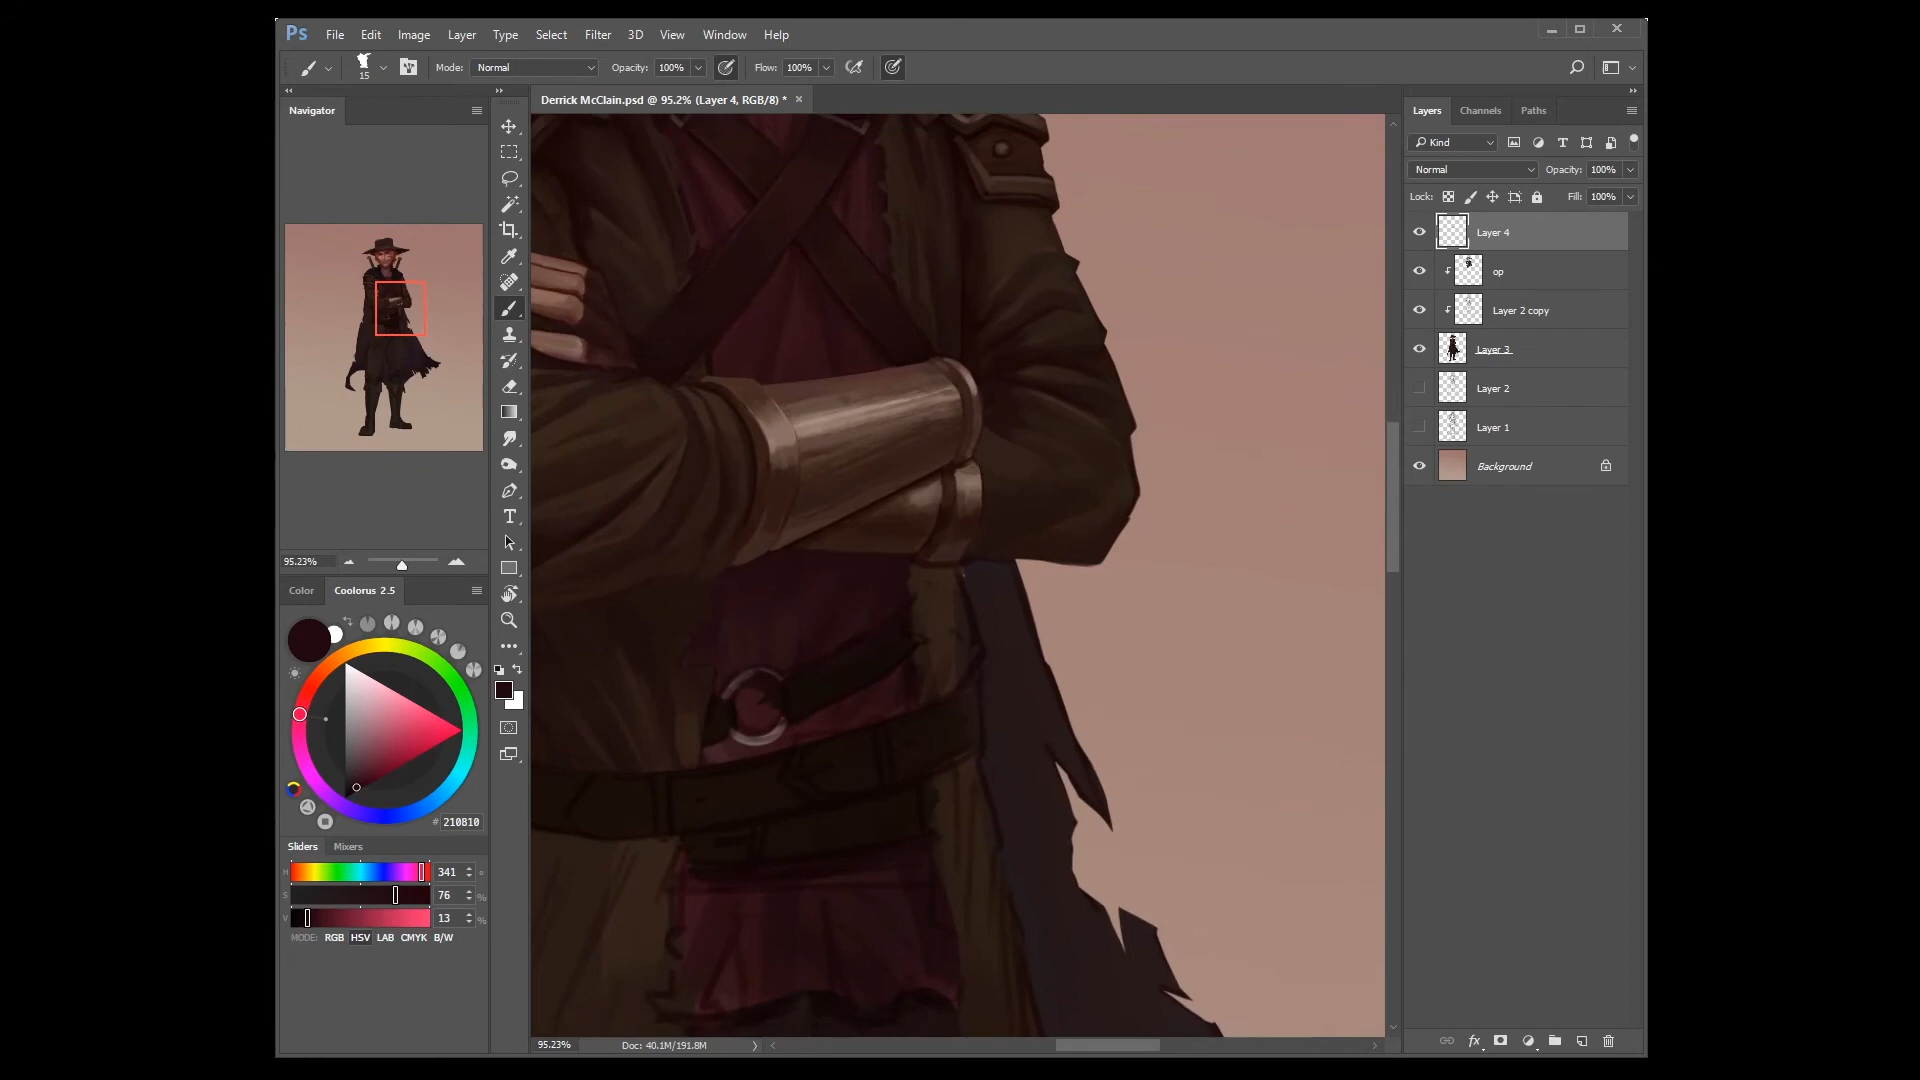 Ps File Edit Image Layer Type Select Filter 3D View Window Help
15 Mode: Normal Opacity: 100% Flow: 100%
Navigator
Derrick McClain.psd @ 95.2% (Layer 4, RGB/8) * ×
Layers Channels Paths
Kind
Normal Opacity: 100%
Lock: Fill: 100%
Layer 4
op
Layer 2 copy
Layer 3
Layer 2
Layer 1
Background
95.23%
Color Coolorus 2.5
# 210810
Sliders Mixers
H 341 °
S 76 %
V 13 %
MODE: RGB HSV LAB CMYK B/W
95.23% Doc: 40.1M/191.8M